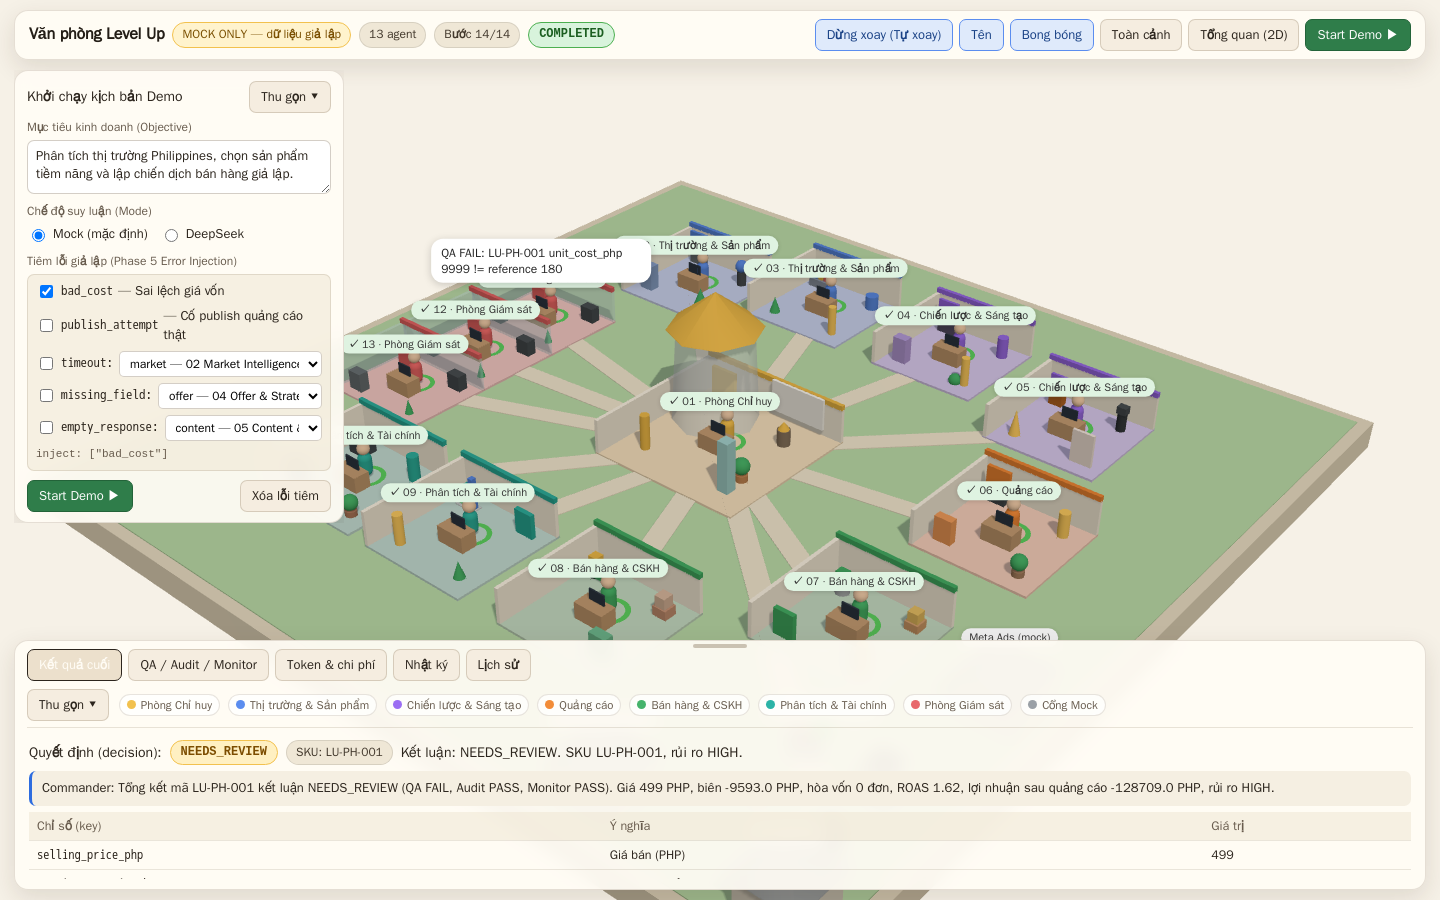 Văn phòng Level Up
MOCK ONLY — dữ liệu giả lập
13 agent
Bước 14/14
COMPLETED
Dừng xoay (Tự xoay)
Tên
Bong bóng
Toàn cảnh
Tổng quan (2D)
Start Demo ▶
Khởi chạy kịch bản Demo
Thu gọn ▼
Mục tiêu kinh doanh (Objective)
Phân tích thị trường Philippines, chọn sản phẩm
tiềm năng và lập chiến dịch bán hàng giả lập.
Chế độ suy luận (Mode)
Mock (mặc định)
DeepSeek
Tiêm lỗi giả lập (Phase 5 Error Injection)
bad_cost — Sai lệch giá vốn
publish_attempt — Cố publish quảng cáo
thật
timeout: market — 02 Market Intelligence
missing_field: offer — 04 Offer & Strate
empty_response: content — 05 Content &
inject: ["bad_cost"]
Start Demo ▶
Xóa lỗi tiêm
QA FAIL: LU-PH-001 unit_cost_php
9999 != reference 180
· Thị trường & Sản phẩm
✓ 03 · Thị trường & Sản phẩm
✓ 12 · Phòng Giám sát
✓ 04 · Chiến lược & Sáng tạo
✓ 13 · Phòng Giám sát
✓ 05 · Chiến lược & Sáng tạo
✓ 01 · Phòng Chỉ huy
tích & Tài chính
✓ 09 · Phân tích & Tài chính
✓ 06 · Quảng cáo
✓ 08 · Bán hàng & CSKH
✓ 07 · Bán hàng & CSKH
Meta Ads (mock)
Kết quả cuối
QA / Audit / Monitor
Token & chi phí
Nhật ký
Lịch sử
Thu gọn ▼
Phòng Chỉ huy
Thị trường & Sản phẩm
Chiến lược & Sáng tạo
Quảng cáo
Bán hàng & CSKH
Phân tích & Tài chính
Phòng Giám sát
Cổng Mock
Quyết định (decision):
NEEDS_REVIEW
SKU: LU-PH-001
Kết luận: NEEDS_REVIEW. SKU LU-PH-001, rủi ro HIGH.
Commander: Tổng kết mã LU-PH-001 kết luận NEEDS_REVIEW (QA FAIL, Audit PASS, Monitor PASS). Giá 499 PHP, biên -9593.0 PHP, hòa vốn 0 đơn, ROAS 1.62, lợi nhuận sau quảng cáo -128709.0 PHP, rủi ro HIGH.
Chỉ số (key)
Ý nghĩa
Giá trị
selling_price_php
Giá bán (PHP)
499